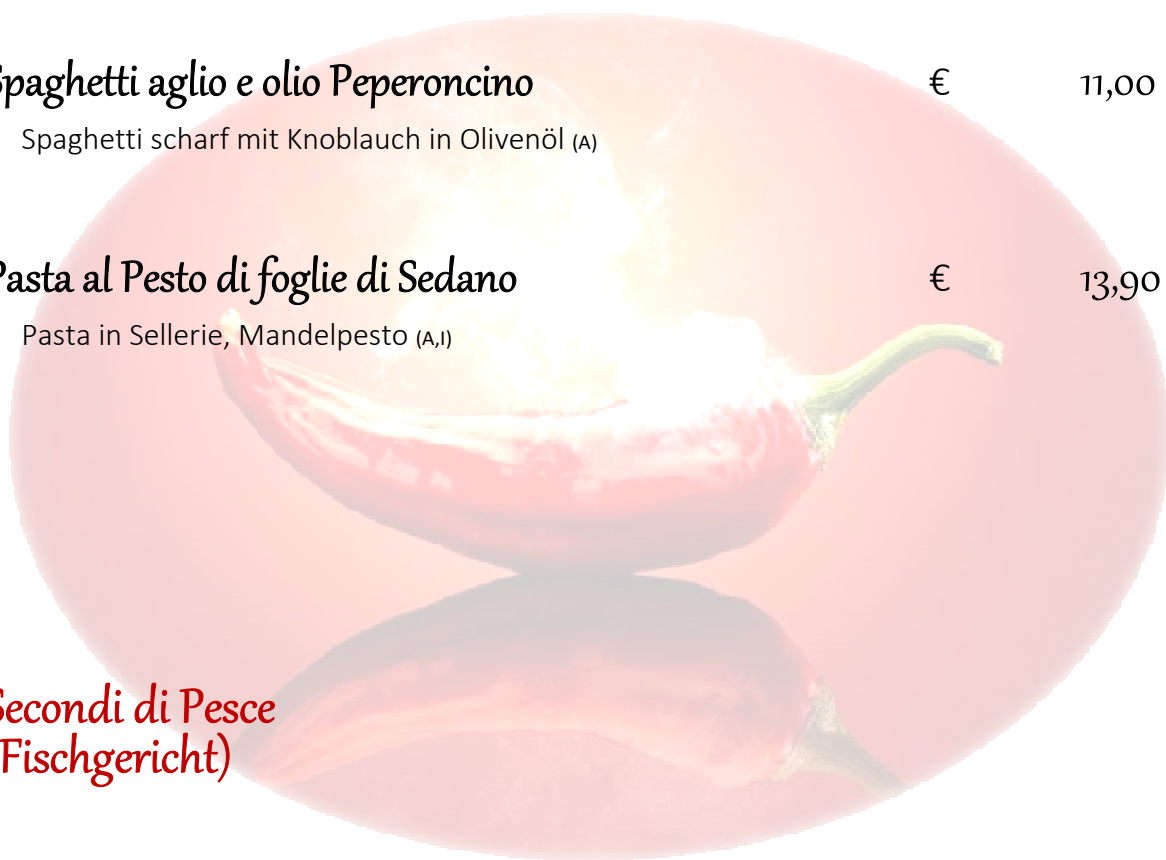 Spaghetti aglio e olio Peperoncino € 11,00
Spaghetti scharf mit Knoblauch in Olivenöl (A)
Pasta al Pesto di foglie di Sedano € 13,90
Pasta in Sellerie, Mandelpesto (A,I)
Secondi di Pesce
Fischgericht)